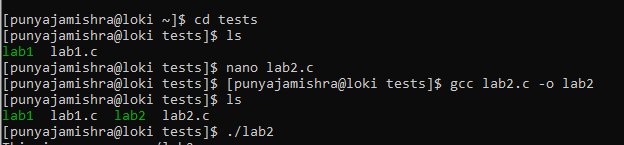 [punyajamishra@loki ~]$ cd tests
[punyajamishra@loki tests]$ ls
lab1  lab1.c
[punyajamishra@loki tests]$ nano lab2.c
[punyajamishra@loki tests]$ [punyajamishra@loki tests]$ gcc lab2.c -o lab2
[punyajamishra@loki tests]$ ls
lab1  lab1.c  lab2  lab2.c
[punyajamishra@loki tests]$ ./lab2